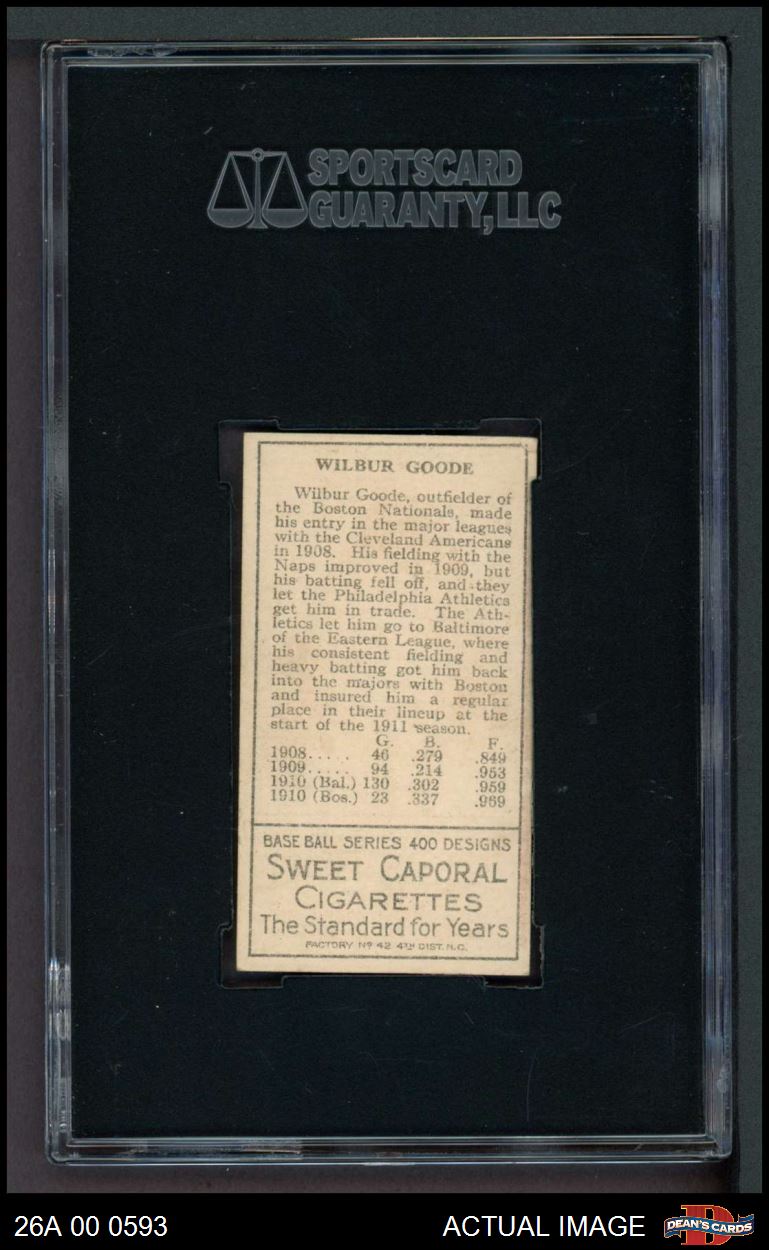 SPORTSCARD
GUARANTY, LLC
WILBUR GOODE
Wilbur Goode, outfielder of
the Boston Nationals, made
his entry in the major leagues
with the Cleveland Americans
in 1908. His fielding with the
Naps improved in 1909, but
his batting fell off, and they
let the Philadelphia Athletics
get him in trade. The Ath-
letics let him go to Baltimore
of the Eastern League, where
his consistent fielding and
heavy batting got him back
into the majors with Boston
and insured him a regular
place in their lineup at the
start of the 1911 season.
G. B. F.
1908..... 46 .279 .849
1909..... 94 .214 .953
1910 (Bal.) 130 .302 .959
1910 (Bos.) 23 .337 .969
BASE BALL SERIES 400 DESIGNS
SWEET CAPORAL
CIGARETTES
The Standard for Years
FACTORY Nº 42 4TH DIST. N.C.
26A 00 0593
ACTUAL IMAGE
DEAN'S CARDS